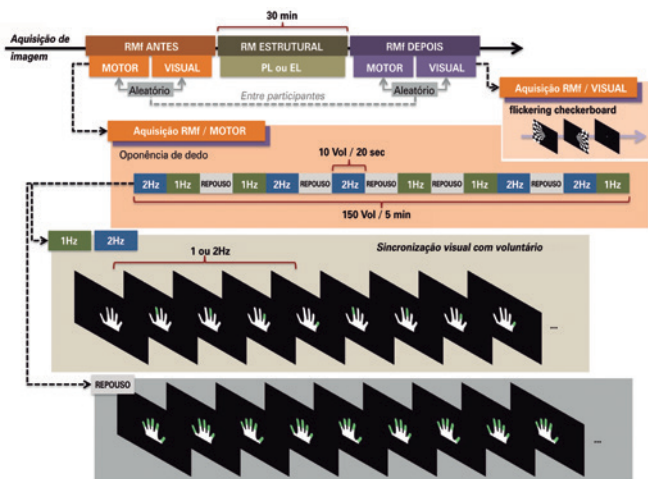 30 min
Aquisição de
imagem
RMf ANTES
RM ESTRUTURAL
RMf DEPOIS
MOTOR
VISUAL
PL ou EL
MOTOR
VISUAL
Aleatório
Entre participantes
Aleatório
Aquisição RMf / VISUAL
flickering checkerboard
Aquisição RMf / MOTOR
Oponência de dedo
10 Vol / 20 sec
2Hz 1Hz REPOUSO 1Hz 2Hz REPOUSO 2Hz REPOUSO 1Hz REPOUSO 1Hz 2Hz REPOUSO 2Hz 1Hz
150 Vol / 5 min
1Hz 2Hz
Sincronização visual com voluntário
1 ou 2Hz
...
REPOUSO
...